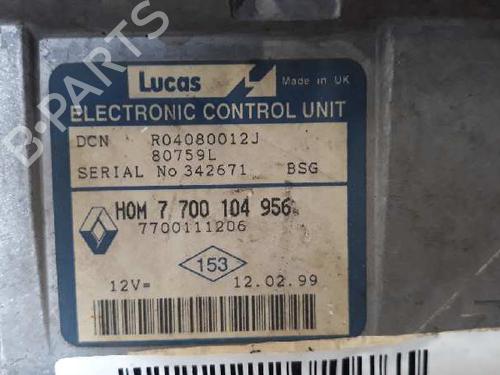 Lucas
Made in UK
ELECTRONIC CONTROL UNIT
DCN R04080012J
80759L
SERIAL No 342671 BSG
HOM 7 700 104 956
7700111206
153
12V= 12.02.99
B-PARTS